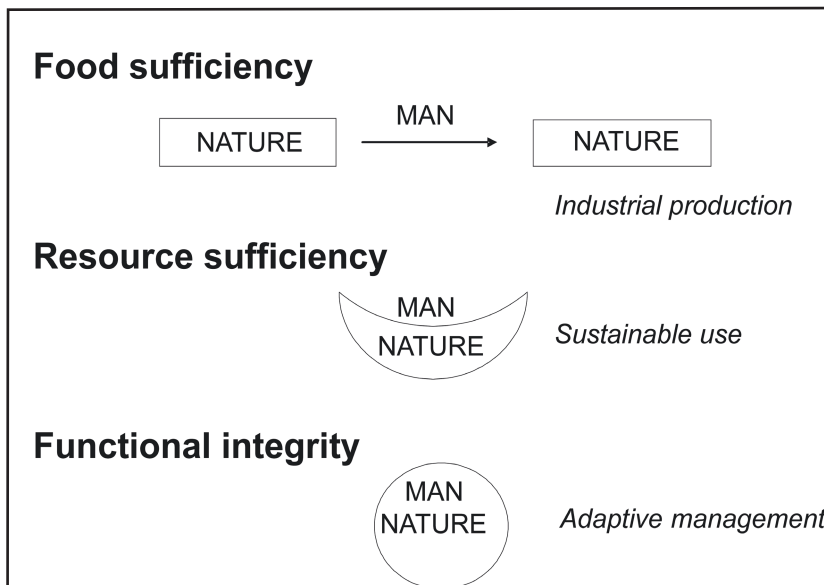 Food sufficiency
MAN
NATURE
NATURE
Industrial production
Resource sufficiency
MAN
NATURE
Sustainable use
Functional integrity
MAN
NATURE
Adaptive management